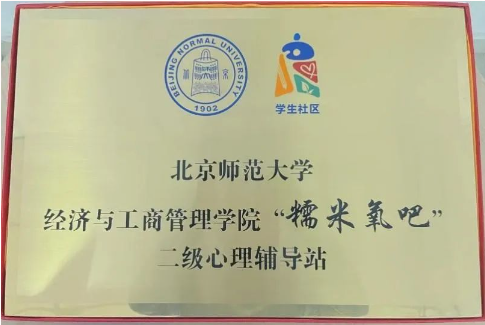 BEIJING NORMAL UNIVERSITY
1902
学生社区
北京师范大学
经济与工商管理学院“糯米氧吧”
二级心理辅导站